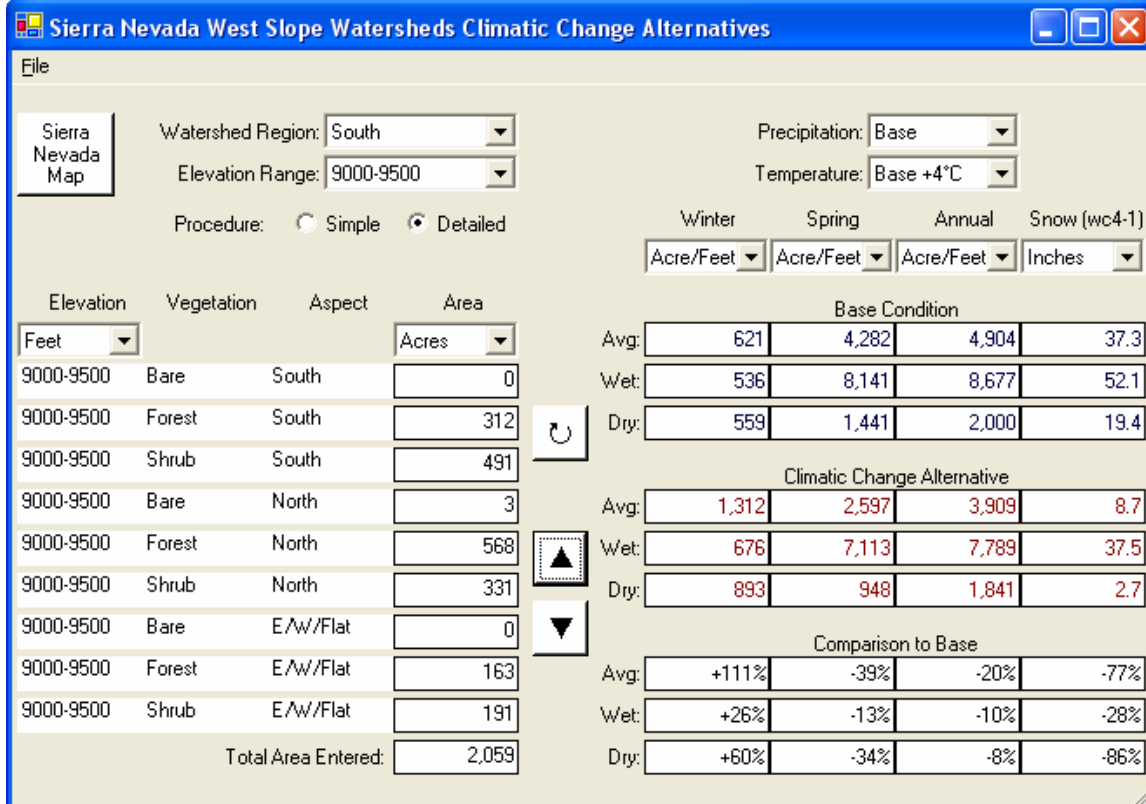 Sierra Nevada West Slope Watersheds Climatic Change Alternatives
File
Sierra
Nevada
Map
Watershed Region: South
Elevation Range: 9000-9500
Procedure: Simple Detailed
Precipitation: Base
Temperature: Base +4°C
Winter Spring Annual Snow (wc4-1)
Acre/Feet Acre/Feet Acre/Feet Inches
Elevation Vegetation Aspect Area
Feet Acres
9000-9500 Bare South 0
9000-9500 Forest South 312
9000-9500 Shrub South 491
9000-9500 Bare North 3
9000-9500 Forest North 568
9000-9500 Shrub North 331
9000-9500 Bare E/W/Flat 0
9000-9500 Forest E/W/Flat 163
9000-9500 Shrub E/W/Flat 191
Total Area Entered: 2,059
Base Condition
Avg: 621 4,282 4,904 37.3
Wet: 536 8,141 8,677 52.1
Dry: 559 1,441 2,000 19.4
Climatic Change Alternative
Avg: 1,312 2,597 3,909 8.7
Wet: 676 7,113 7,789 37.5
Dry: 893 948 1,841 2.7
Comparison to Base
Avg: +111% -39% -20% -77%
Wet: +26% -13% -10% -28%
Dry: +60% -34% -8% -86%